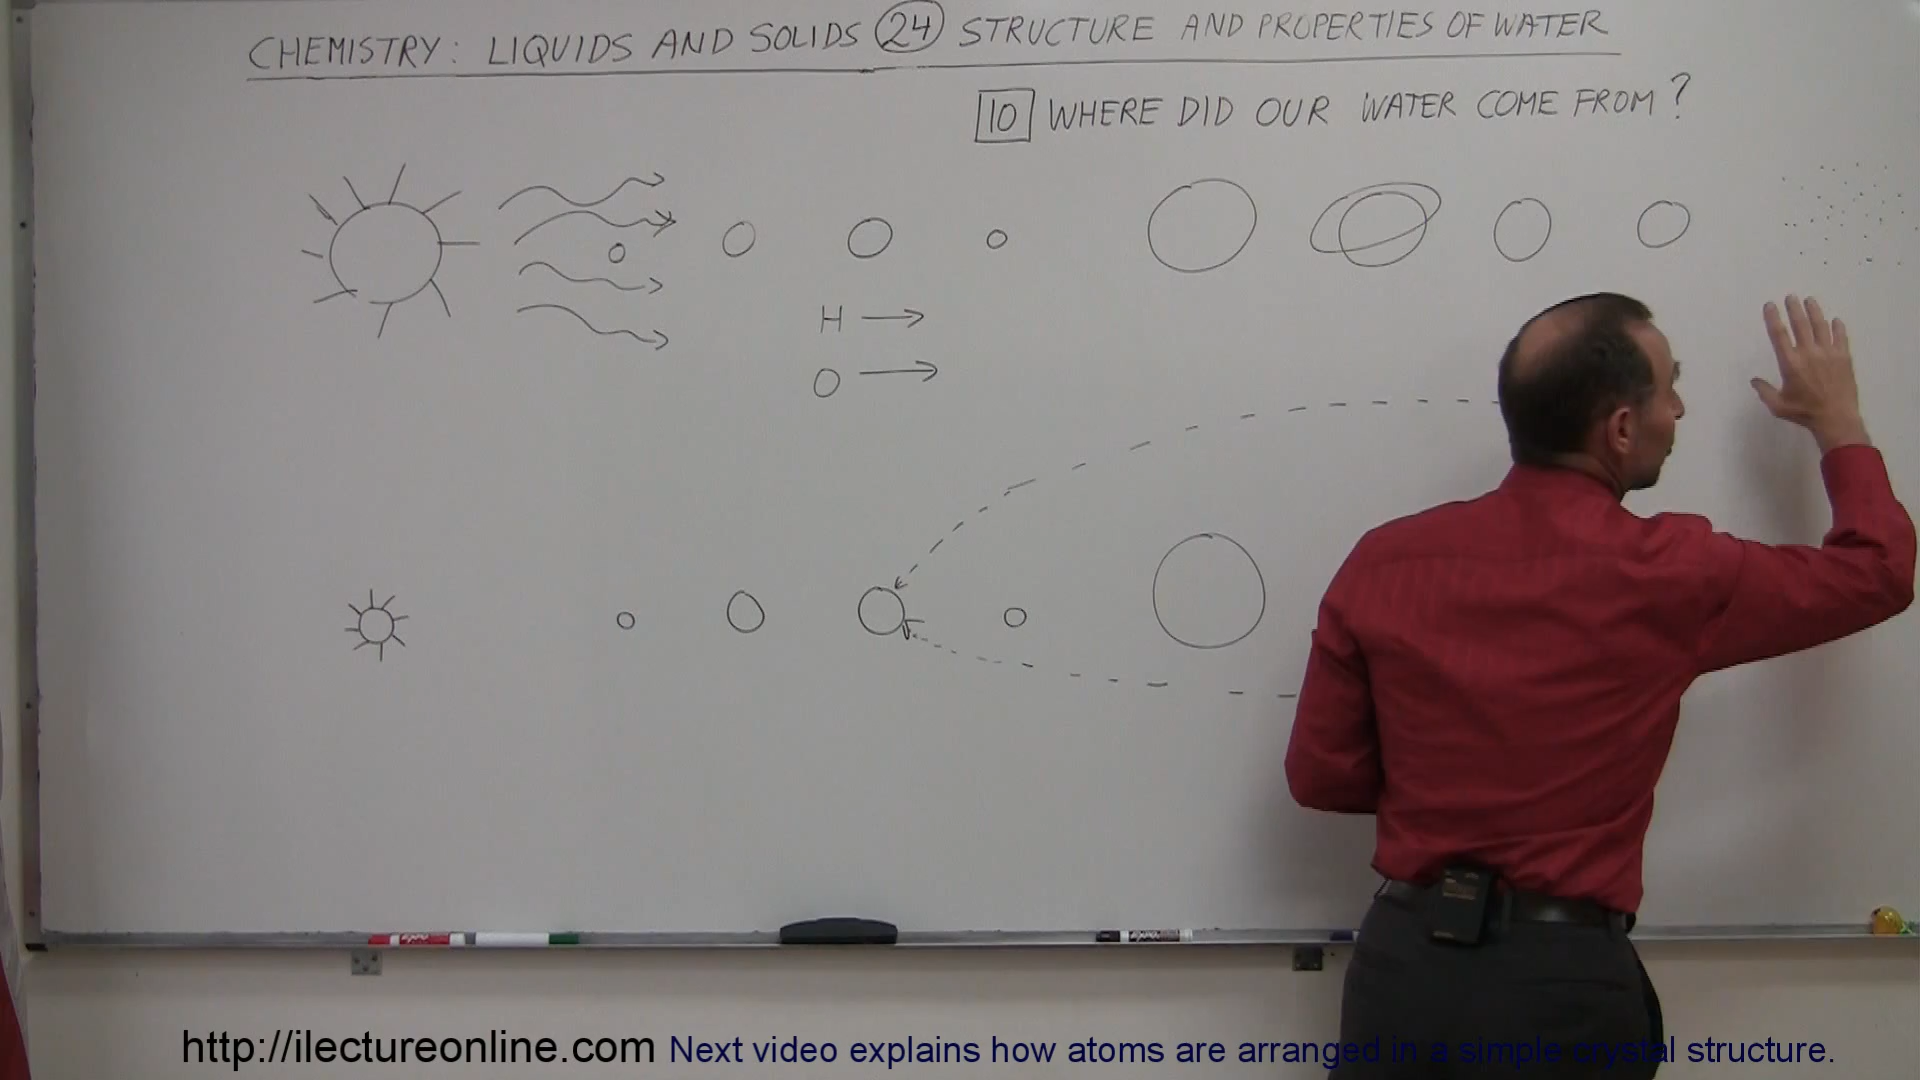 CHEMISTRY: LIQUIDS AND SOLIDS 24 STRUCTURE AND PROPERTIES OF WATER
10 WHERE DID OUR WATER COME FROM?
H
O
http://ilectureonline.com Next video explains how atoms are arranged in a simple crystal structure.